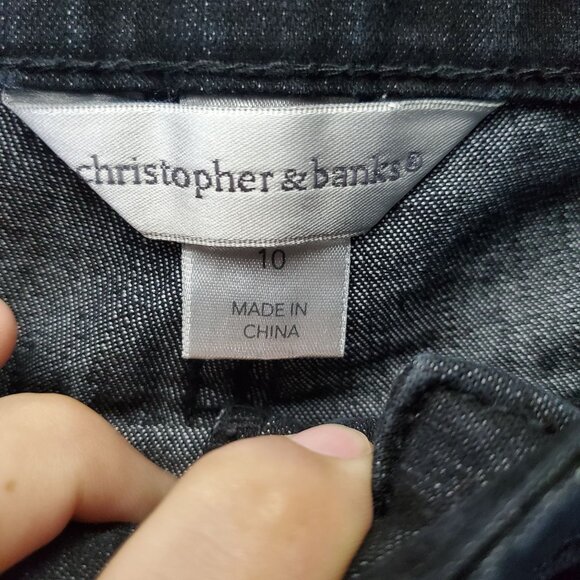 christopher & banks®
10
MADE IN
CHINA